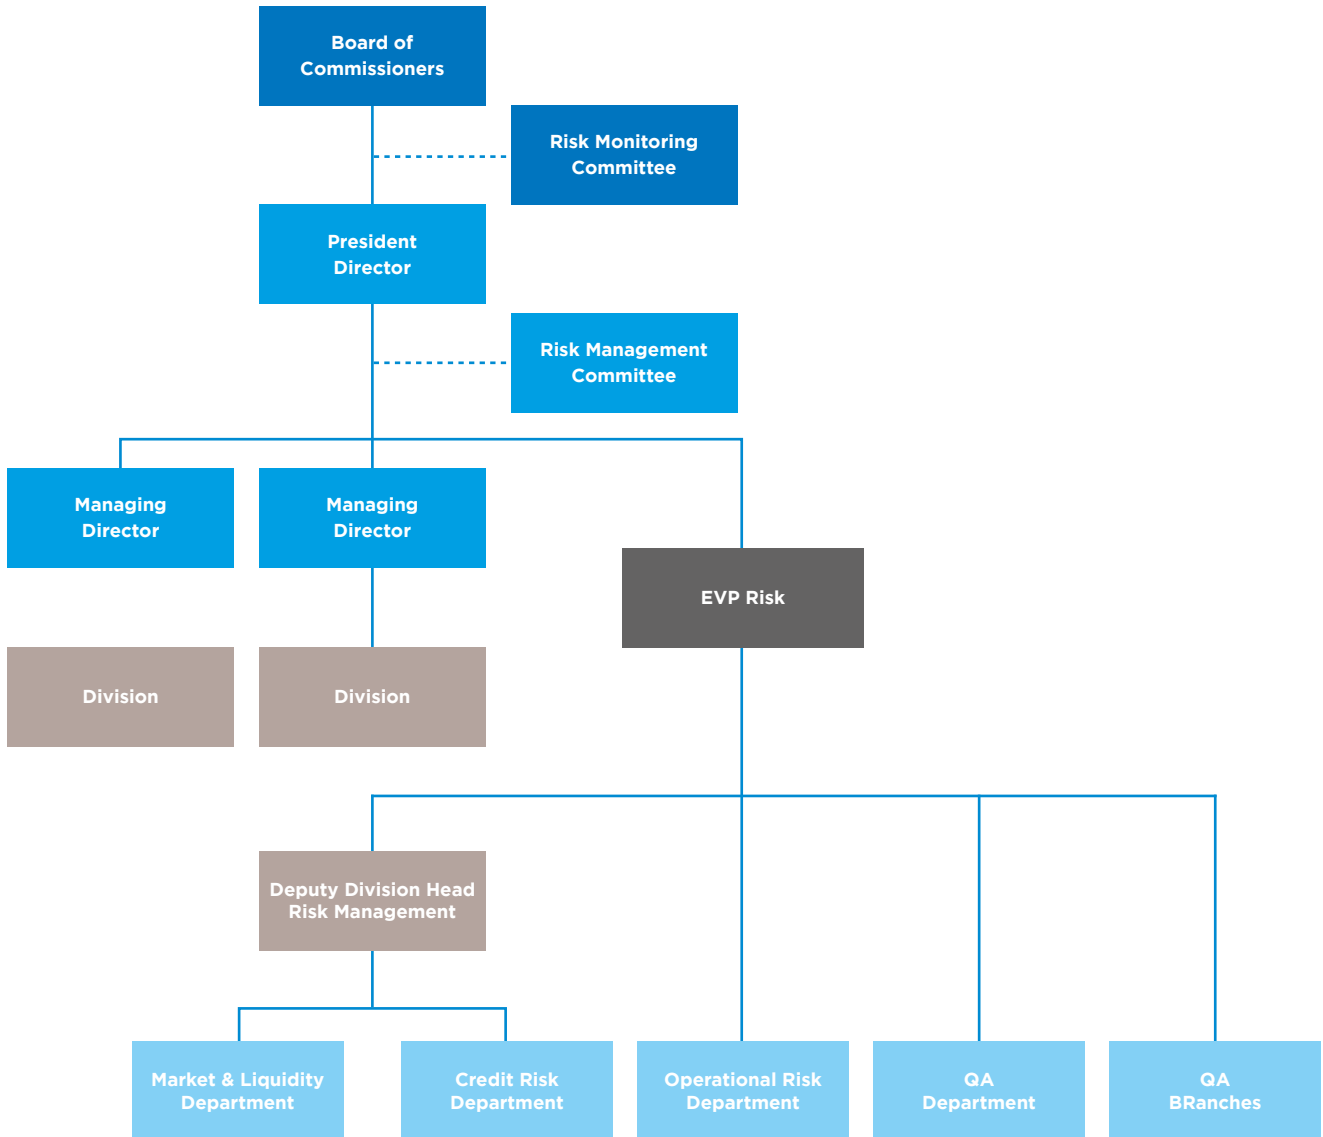 Board of
Commissioners
Risk Monitoring
Committee
President
Director
Risk Management
Committee
Managing
Director
Managing
Director
EVP Risk
Division
Division
Deputy Division Head
Risk Management
Market & Liquidity
Department
Credit Risk
Department
Operational Risk
Department
QA
Department
QA
BRanches